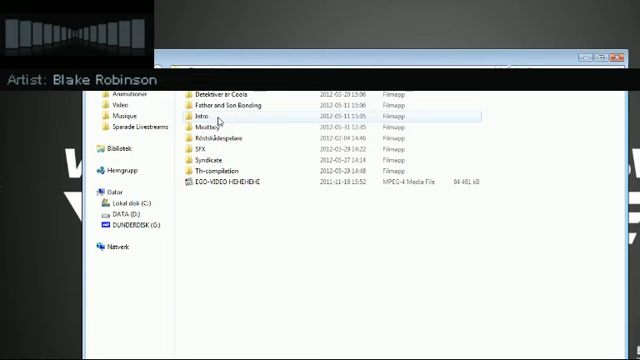 Artist: Blake Robinson
Animationer
Video
Musique
Sparade Livestreams
Bibliotek
Hemgrupp
Dator
Lokal disk (C:)
DATA (D:)
DUNDERDISK (G:)
Nätverk
Detektiver är Coola 2012-03-29 13:06 Filmapp
Father and Son Bonding 2012-05-11 13:06 Filmapp
Intro 2012-05-11 13:05 Filmapp
Meatboy 2012-05-31 13:35 Filmapp
Röstskådespelare 2012-02-04 14:46 Filmapp
SFX 2012-03-29 14:22 Filmapp
Syndicate 2012-03-27 14:14 Filmapp
Th-compilation 2012-03-29 14:48 Filmapp
EGO-VIDEO HEHEHEHE 2011-11-18 13:52 MPEG-4 Media File 84 461 kB